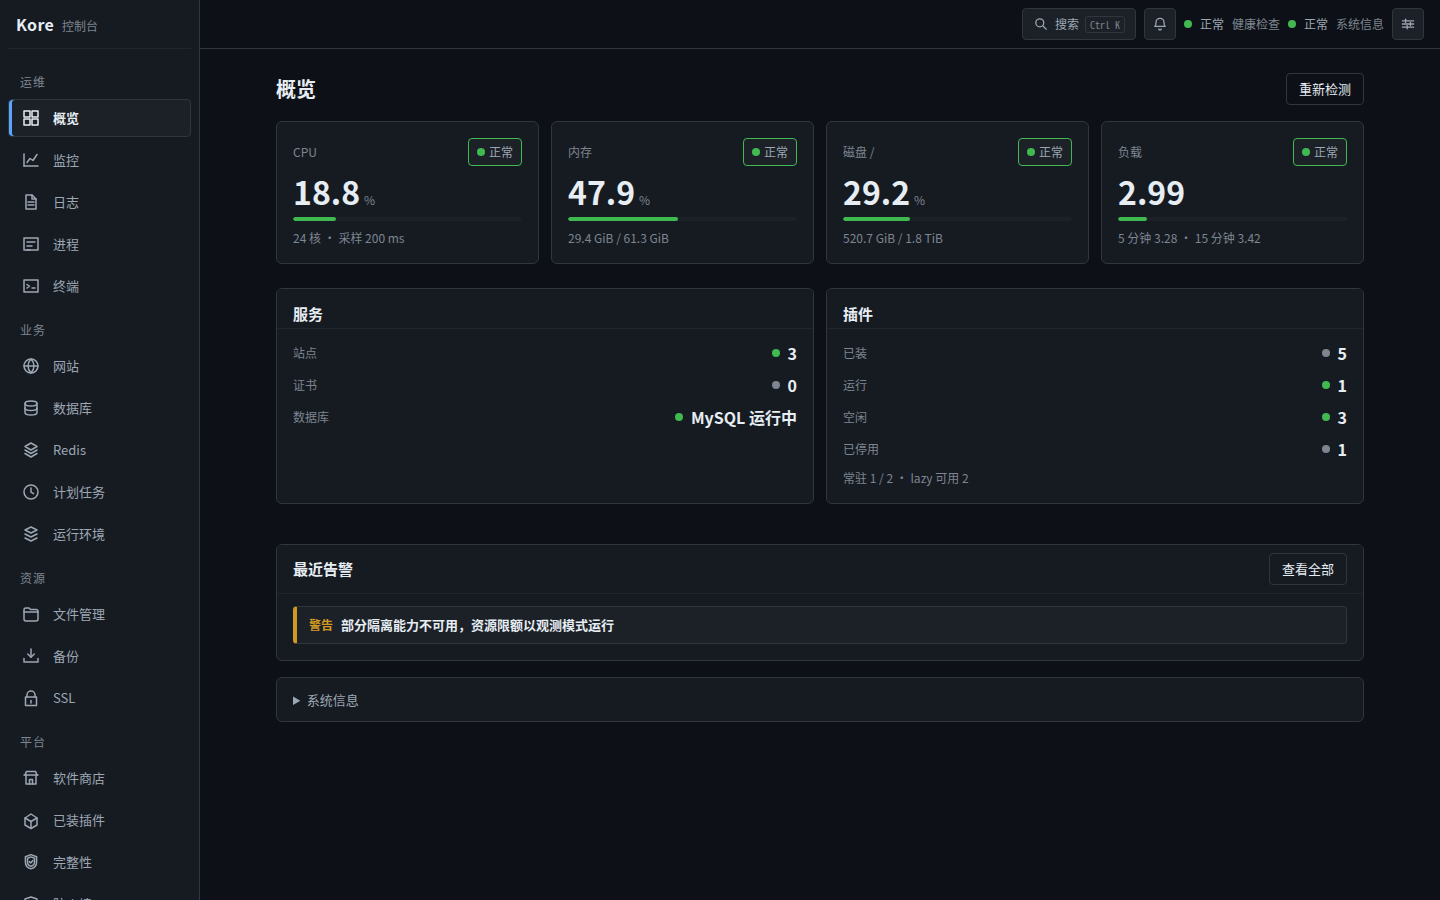 Kore 控制台
搜索 Ctrl K
正常 健康检查 正常 系统信息
运维
概览
监控
日志
进程
终端
业务
网站
数据库
Redis
计划任务
运行环境
资源
文件管理
备份
SSL
平台
软件商店
已装插件
完整性
概览
重新检测
CPU
正常
18.8 %
24 核 · 采样 200 ms
内存
正常
47.9 %
29.4 GiB / 61.3 GiB
磁盘 /
正常
29.2 %
520.7 GiB / 1.8 TiB
负载
正常
2.99
5 分钟 3.28 · 15 分钟 3.42
服务
站点 3
证书 0
数据库 MySQL 运行中
插件
已装 5
运行 1
空闲 3
已停用 1
常驻 1 / 2 · lazy 可用 2
最近告警
查看全部
警告 部分隔离能力不可用，资源限额以观测模式运行
系统信息